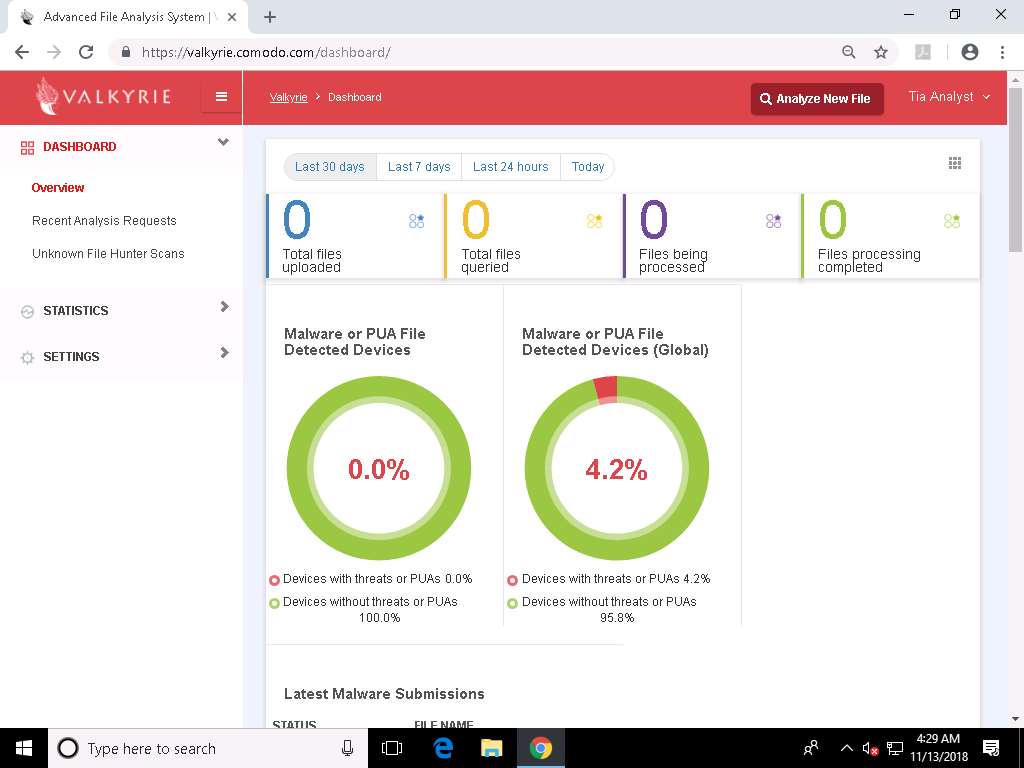 Advanced File Analysis System |
https://valkyrie.comodo.com/dashboard/
VALKYRIE
Valkyrie > Dashboard
Analyze New File
Tia Analyst
DASHBOARD
Overview
Recent Analysis Requests
Unknown File Hunter Scans
STATISTICS
SETTINGS
Last 30 days
Last 7 days
Last 24 hours
Today
0
Total files
uploaded
0
Total files
queried
0
Files being
processed
0
Files processing
completed
Malware or PUA File
Detected Devices
0.0%
Devices with threats or PUAs 0.0%
Devices without threats or PUAs
100.0%
Malware or PUA File
Detected Devices (Global)
4.2%
Devices with threats or PUAs 4.2%
Devices without threats or PUAs
95.8%
Latest Malware Submissions
STATUS
FILE NAME
Type here to search
4:29 AM
11/13/2018